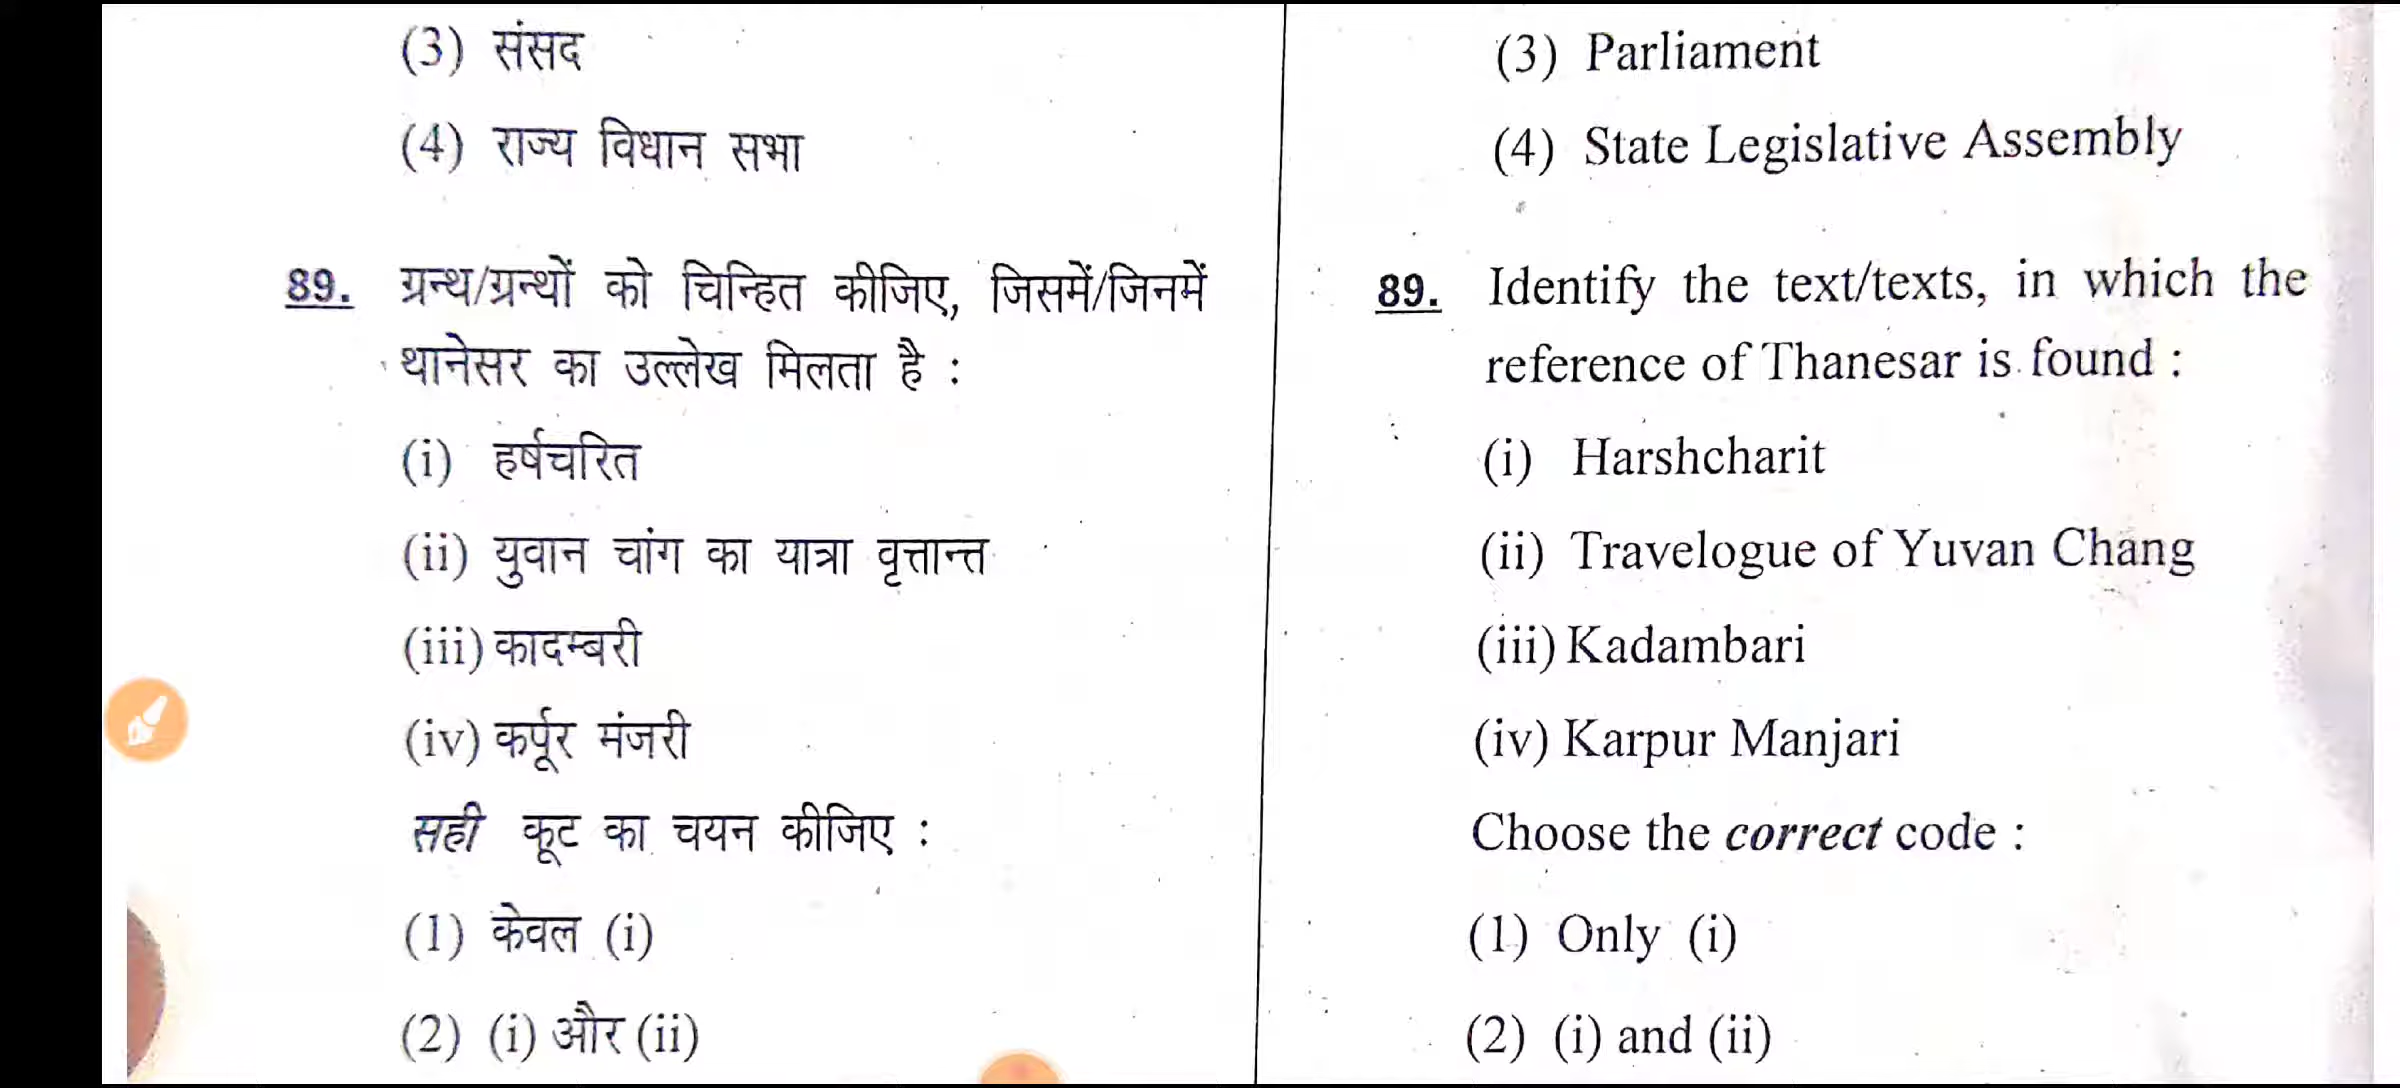 (3) संसद
(4) राज्य विधान सभा
89. ग्रन्थ/ग्रन्थों को चिन्हित कीजिए, जिसमें/जिनमें
थानेसर का उल्लेख मिलता है :
(i) हर्षचरित
(ii) युवान चांग का यात्रा वृत्तान्त
(iii) कादम्बरी
(iv) कर्पूर मंजरी
सही कूट का चयन कीजिए :
(1) केवल (i)
(2) (i) और (ii)
(3) Parliament
(4) State Legislative Assembly
89. Identify the text/texts, in which the
reference of Thanesar is found :
(i) Harshcharit
(ii) Travelogue of Yuvan Chang
(iii) Kadambari
(iv) Karpur Manjari
Choose the correct code :
(1) Only (i)
(2) (i) and (ii)